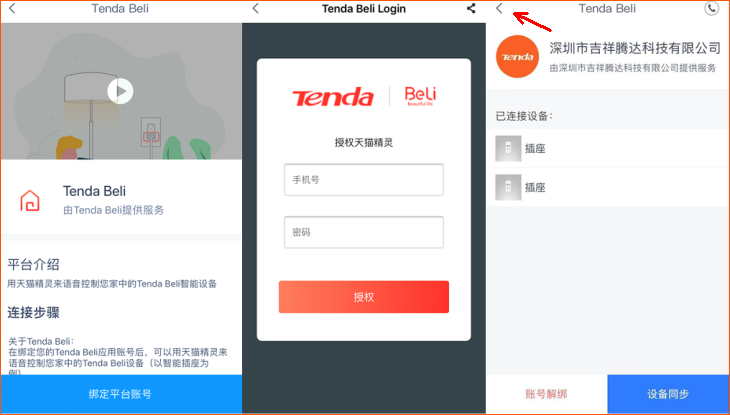 Tenda Beli
Tenda Beli
由Tenda Beli提供服务
平台介绍
用天猫精灵来语音控制您家中的Tenda Beli智能设备
连接步骤
关于Tenda Beli：
在绑定您的Tenda Beli应用账号后，可以用天猫精灵来
语音控制您家中的Tenda Beli设备（以智能插座为
例）
绑定平台账号
Tenda Beli Login
Tenda
BeLi
Beautiful life
授权天猫精灵
手机号
密码
授权
Tenda Beli
Tenda
深圳市吉祥腾达科技有限公司
由深圳市吉祥腾达科技有限公司提供服务
已连接设备：
插座
插座
账号解绑
设备同步